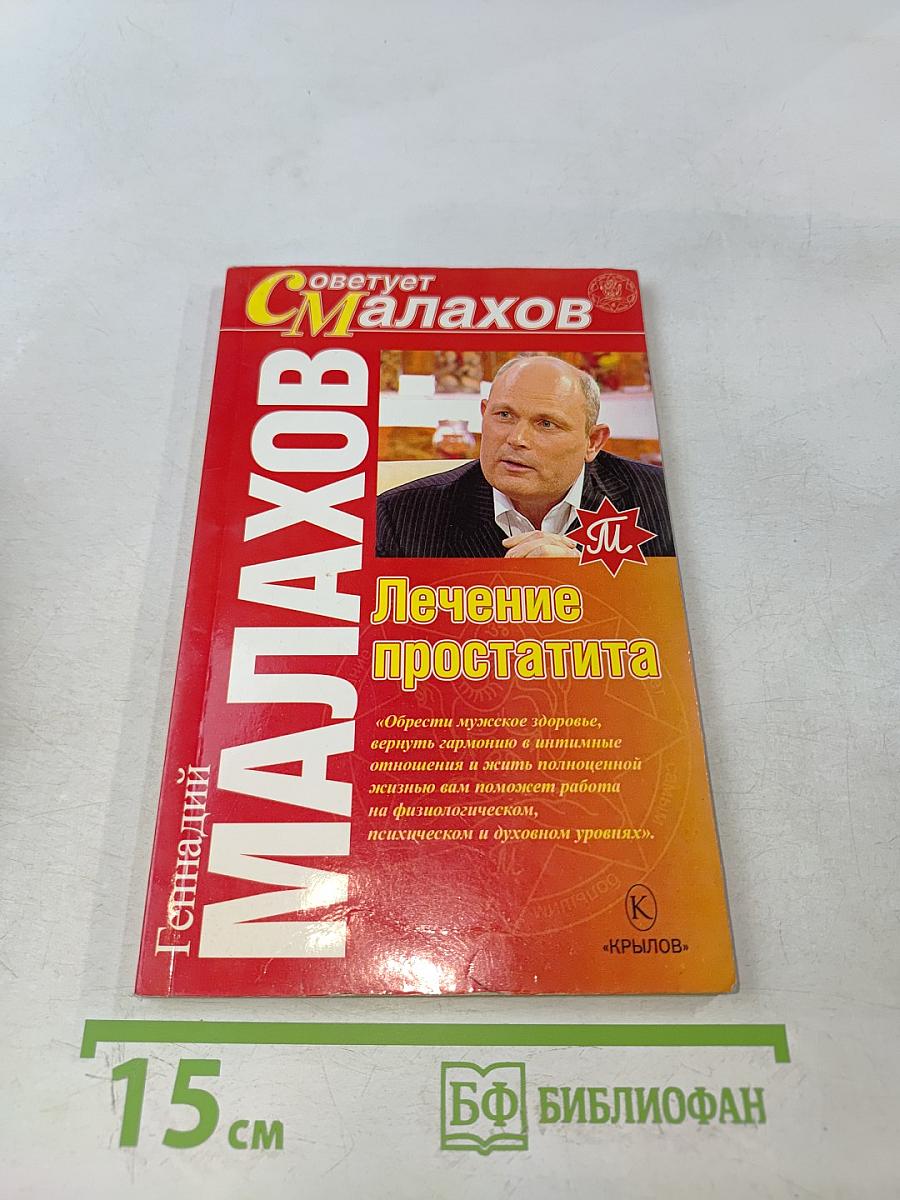 Советует
Малахов
Геннадий
МАЛАХОВ
М
Лечение
простатита
«Обрести мужское здоровье,
вернуть гармонию в интимные
отношения и жить полноценной
жизнью вам поможет работа
на физиологическом,
психическом и духовном уровнях».
К
«КРЫЛОВ»
15 см
БФ БИБЛИОФАН